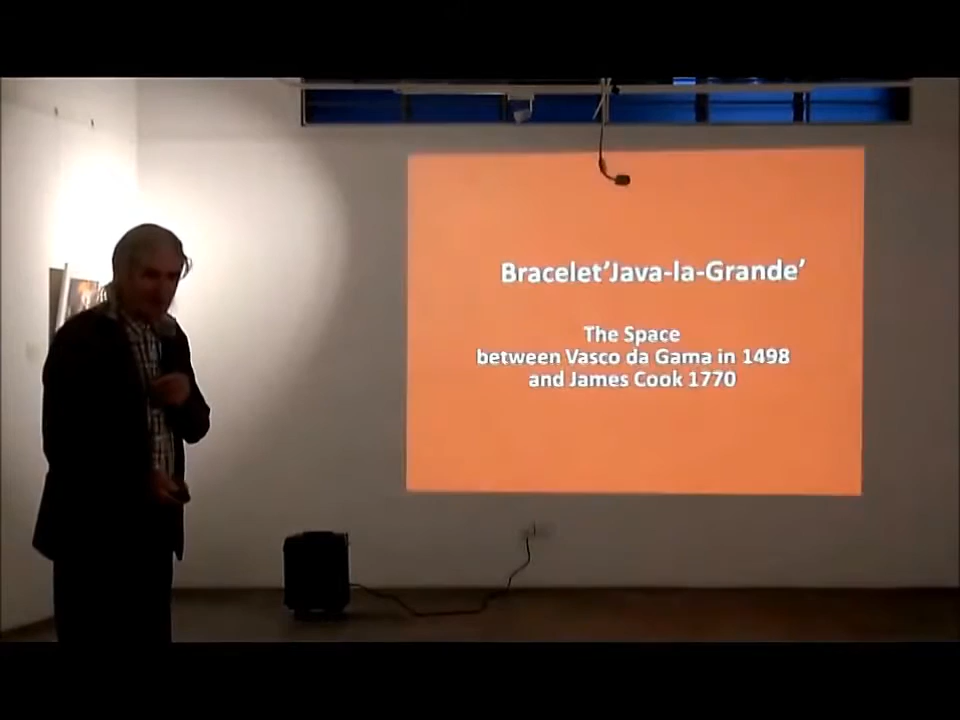 Bracelet’Java-la-Grande’
The Space
between Vasco da Gama in 1498
and James Cook 1770